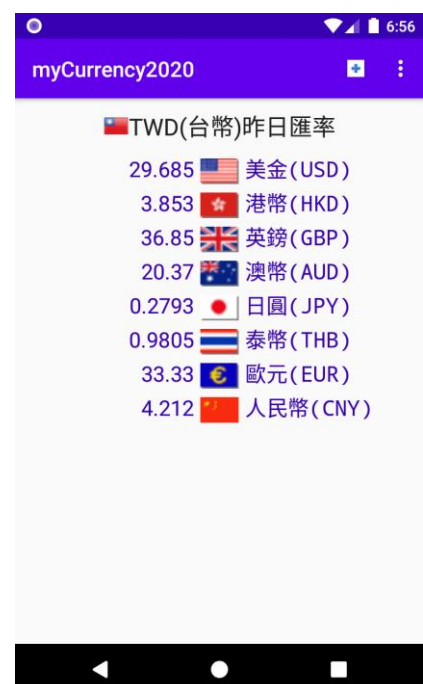 6:56
myCurrency2020
TWD(台幣)昨日匯率
29.685 美金(USD)
3.853 港幣(HKD)
36.85 英鎊(GBP)
20.37 澳幣(AUD)
0.2793 日圓(JPY)
0.9805 泰幣(THB)
33.33 歐元(EUR)
4.212 人民幣(CNY)